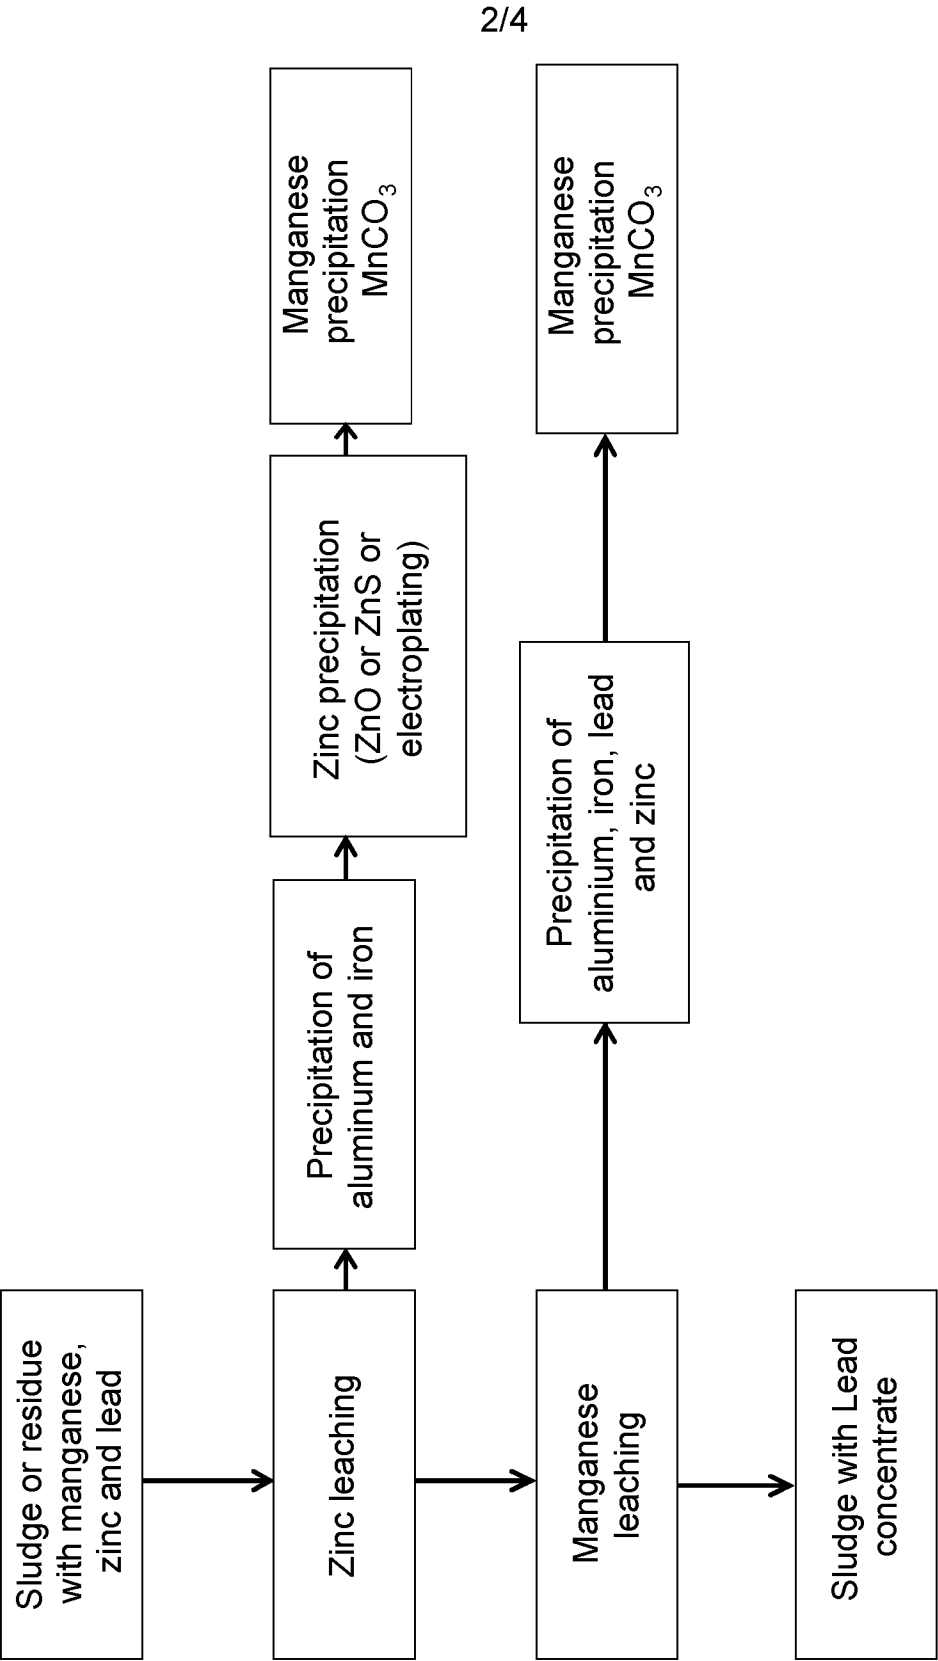 2/4
Sludge or residue
with manganese,
zinc and lead
Zinc leaching
Precipitation of
aluminum and iron
Zinc precipitation
(ZnO or ZnS or
electroplating)
Manganese
precipitation
MnCO₃
Manganese
leaching
Precipitation of
aluminium, iron, lead
and zinc
Manganese
precipitation
MnCO₃
Sludge with Lead
concentrate